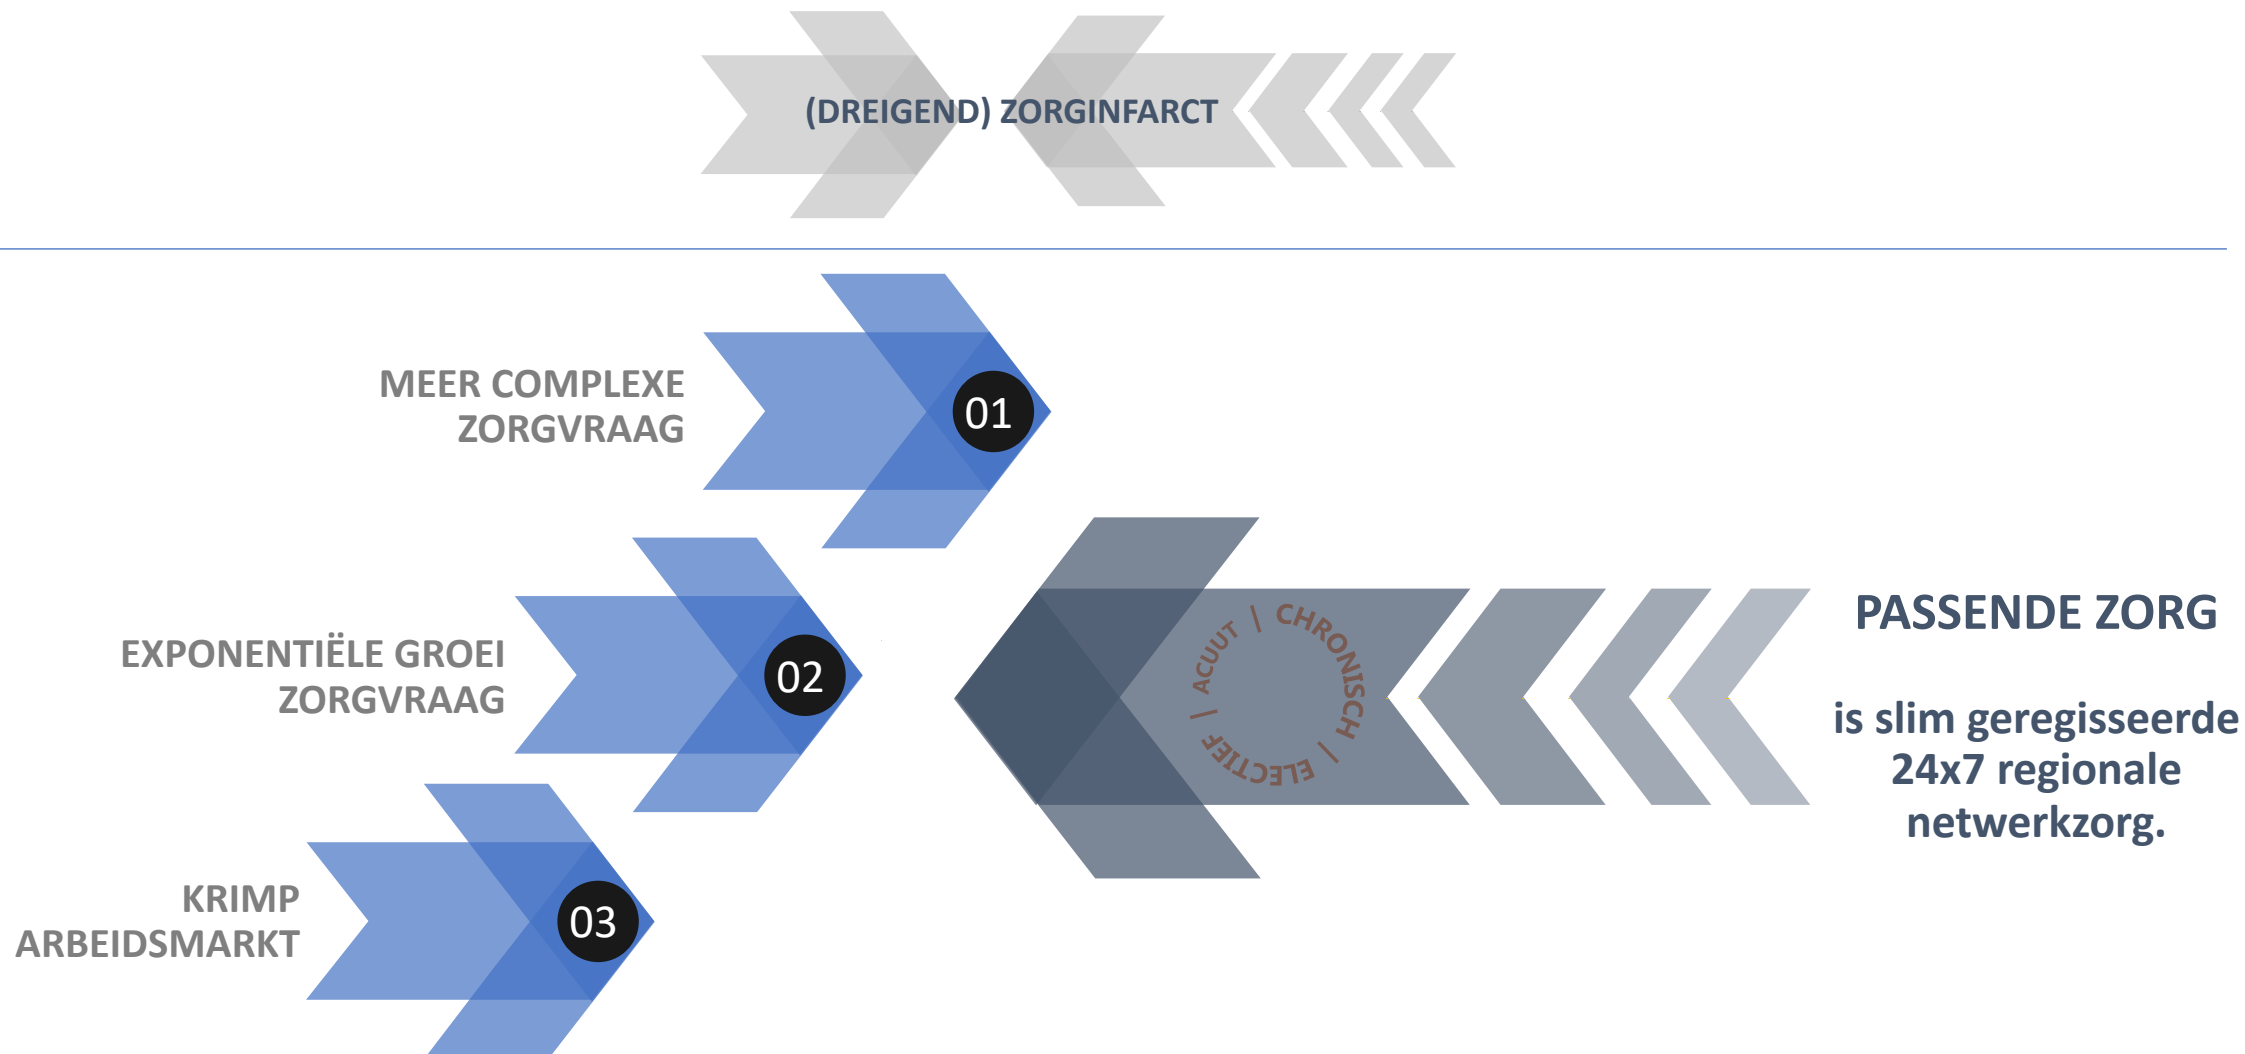 (DREIGEND) ZORGINFARCT
MEER COMPLEXE
ZORGVRAAG
01
EXPONENTIËLE GROEI
ZORGVRAAG
02
KRIMP
ARBEIDSMARKT
03
ACUUT | CHRONISCH | ELECTIEF |
PASSENDE ZORG
is slim geregisseerde
24x7 regionale
netwerkzorg.